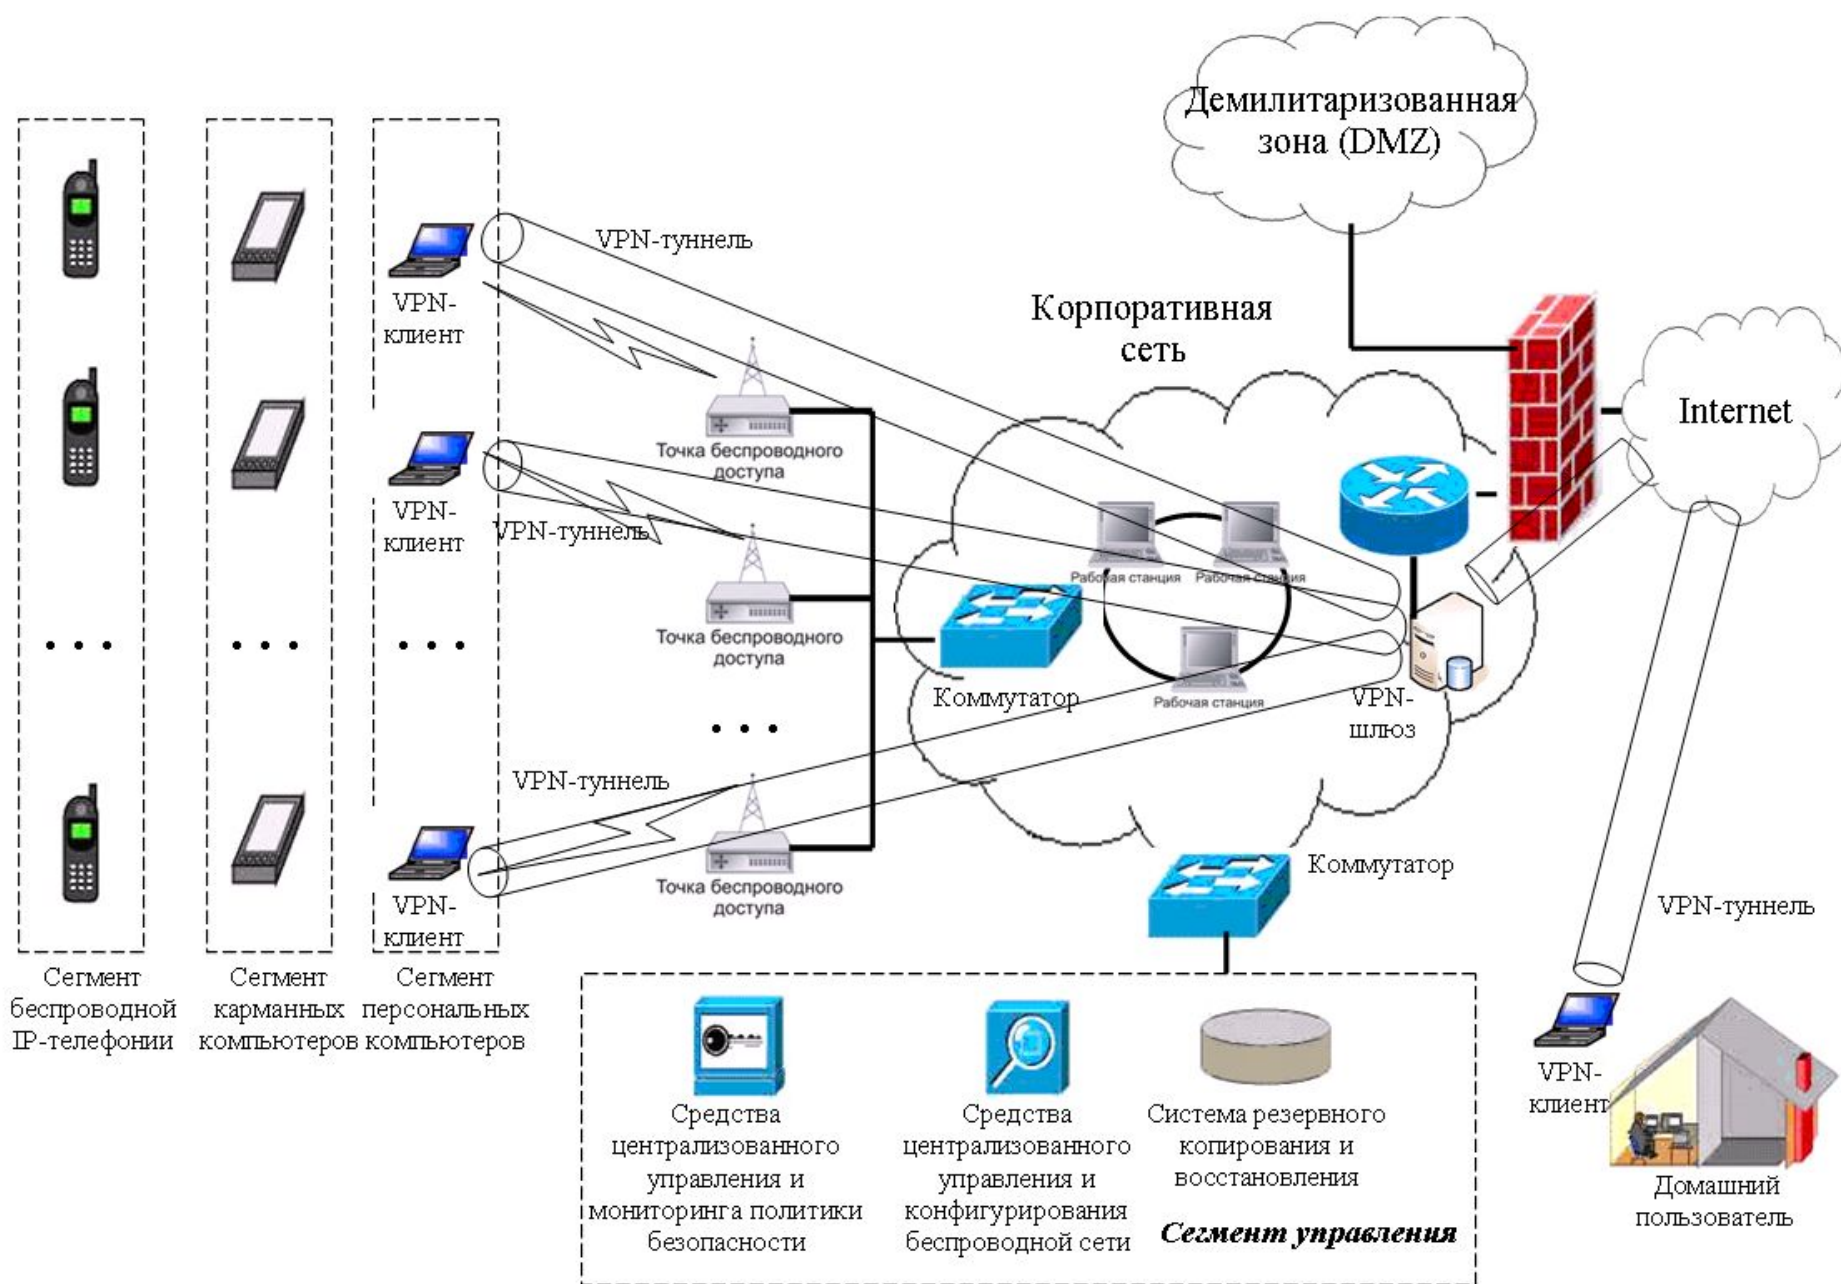 Демилитаризованная
зона (DMZ)
VPN-туннель
VPN-
клиент
Корпоративная
сеть
Internet
Точка беспроводного
доступа
VPN-
клиент
VPN-туннель
Рабочая станция
Рабочая станция
Точка беспроводного
доступа
Коммутатор
Рабочая станция
VPN-
шлюз
VPN-туннель
Точка беспроводного
доступа
VPN-
клиент
Коммутатор
VPN-туннель
Сегмент
беспроводной
IP-телефонии
Сегмент
карманных
компьютеров
Сегмент
персональных
компьютеров
VPN-
клиент
Средства
централизованного
управления и
мониторинга политики
безопасности
Средства
централизованного
управления и
конфигурирования
беспроводной сети
Система резервного
копирования и
восстановления
Сегмент управления
Домашний
пользователь